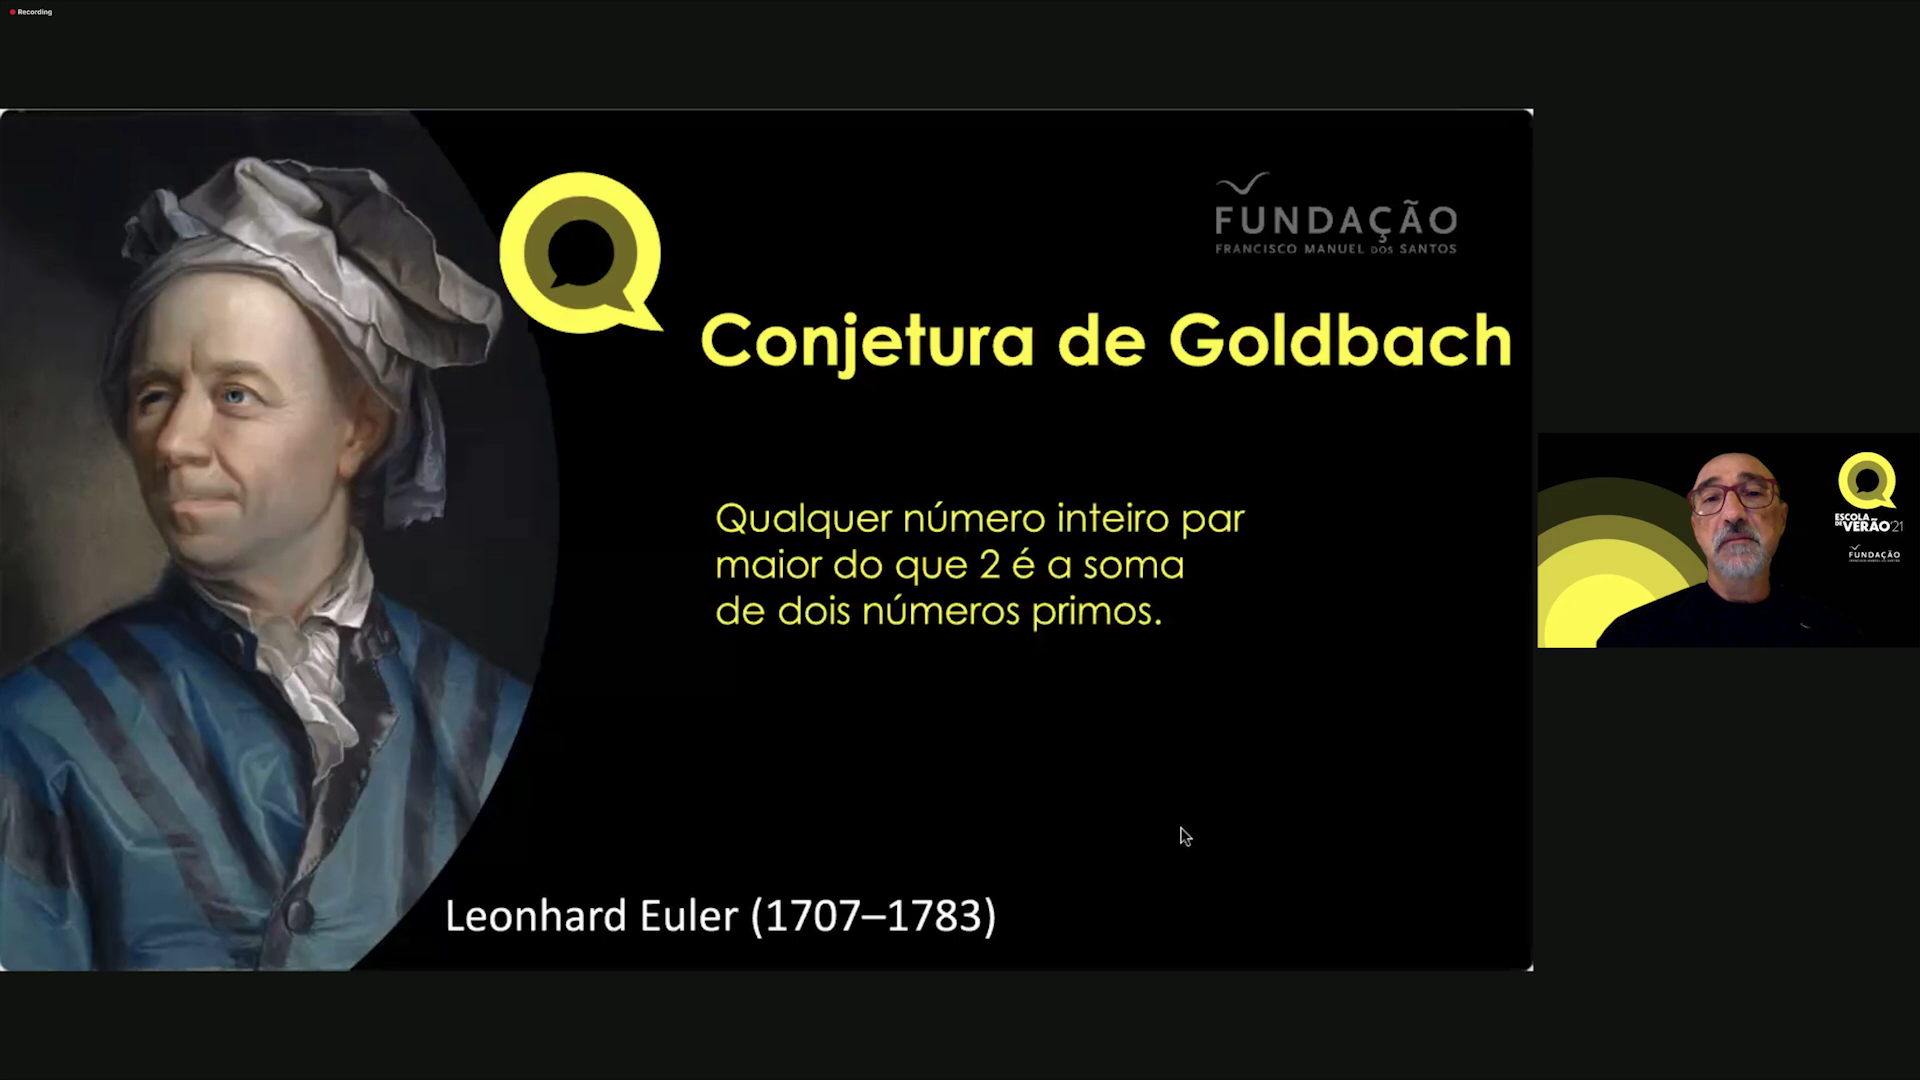 Recording
FUNDAÇÃO
FRANCISCO MANUEL DOS SANTOS
Conjetura de Goldbach
Qualquer número inteiro par
maior do que 2 é a soma
de dois números primos.
Leonhard Euler (1707–1783)
ESCOLA
DE VERÃO'21
FUNDAÇÃO